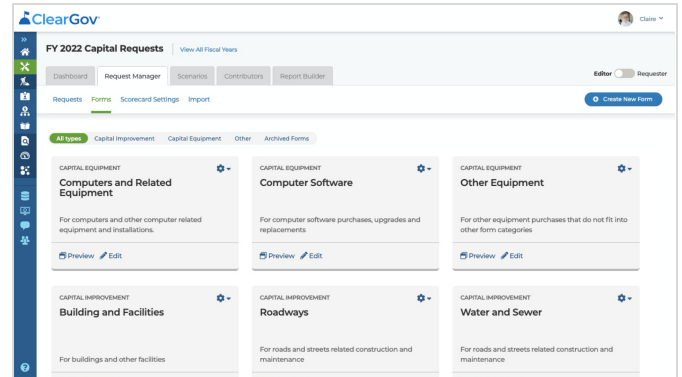 ClearGov
Claire
FY 2022 Capital Requests
View All Fiscal Years
Dashboard
Request Manager
Scenarios
Contributors
Report Builder
Editor
Requester
Requests
Forms
Scorecard Settings
Import
Create New Form
All types
Capital Improvement
Capital Equipment
Other
Archived Forms
CAPITAL EQUIPMENT
Computers and Related
Equipment
For computers and other computer related
equipment and installations.
Preview
Edit
CAPITAL EQUIPMENT
Computer Software
For computer software purchases, upgrades and
replacements
Preview
Edit
CAPITAL EQUIPMENT
Other Equipment
For other equipment purchases that do not fit into
other form categories
Preview
Edit
CAPITAL IMPROVEMENT
Building and Facilities
For buildings and other facilities
CAPITAL IMPROVEMENT
Roadways
For roads and streets related construction and
maintenance
CAPITAL IMPROVEMENT
Water and Sewer
For roads and streets related construction and
maintenance